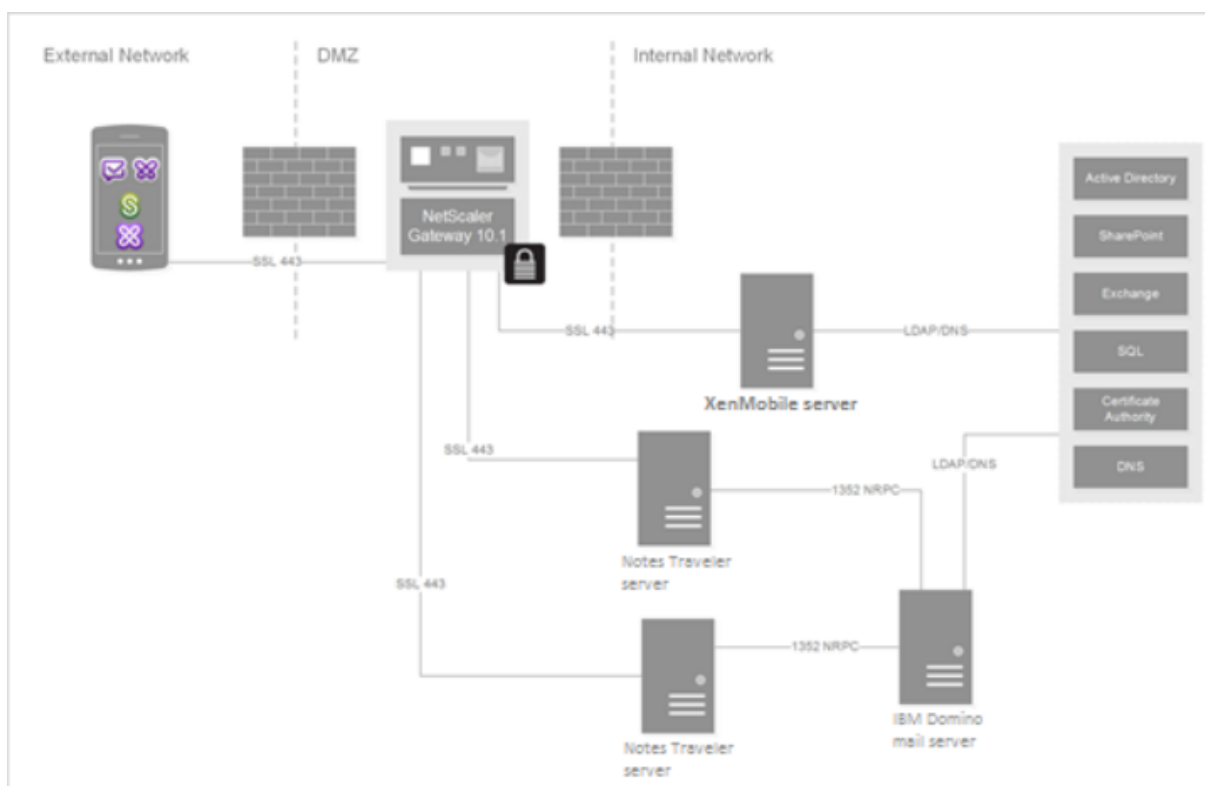 External Network
DMZ
Internal Network
NetScaler
Gateway 10.1
S
SSL 443
SSL 443
LDAP/DNS
Active Directory
SharePoint
Exchange
SQL
Certificate
Authority
DNS
XenMobile server
SSL 443
LDAP/DNS
1352 NRPC
Notes Traveler
server
SSL 443
1352 NRPC
IBM Domino
mail server
Notes Traveler
server